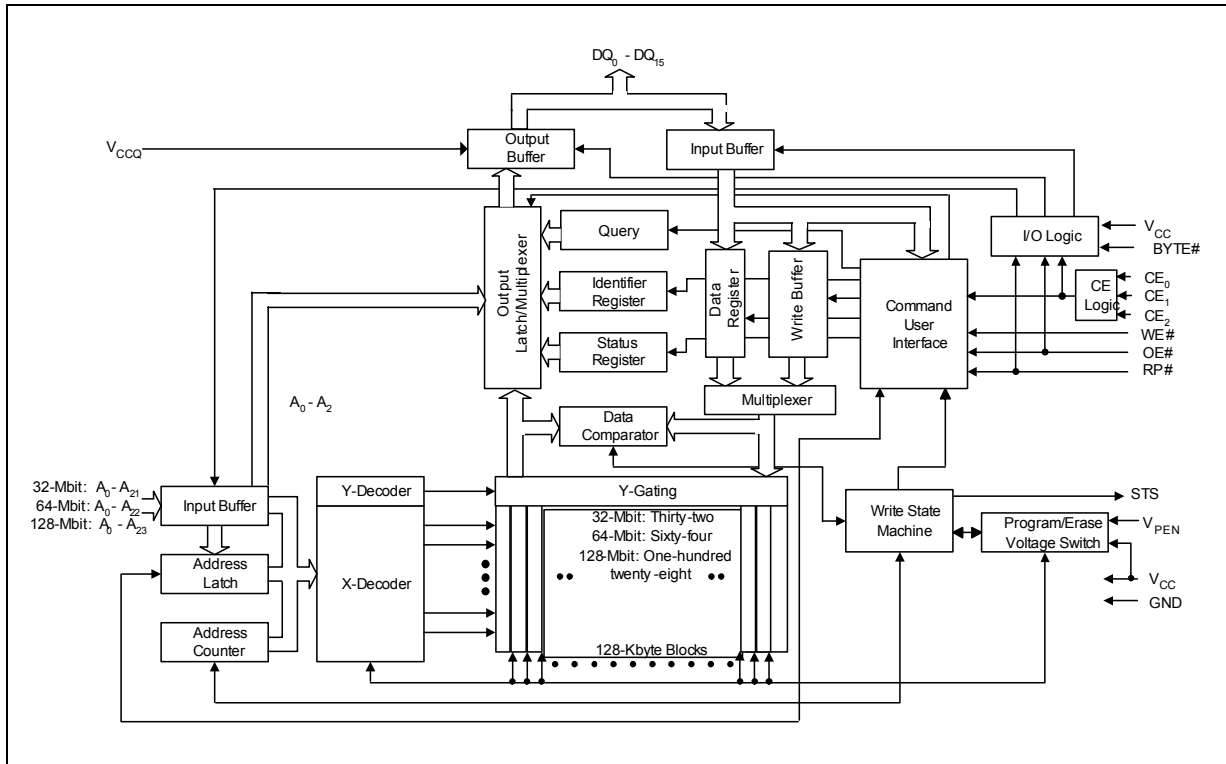 DQ0 - DQ15
VCCQ
Output
Buffer
Input Buffer
Output
Latch/Multiplexer
Query
Identifier
Register
Status
Register
Data
Register
Write Buffer
Command
User
Interface
I/O Logic
VCC
BYTE#
CE
Logic
CE0
CE1
CE2
WE#
OE#
RP#
Multiplexer
A0 - A2
Data
Comparator
32-Mbit: A0 - A21
64-Mbit: A0 - A22
128-Mbit: A0 - A23
Input Buffer
Y-Decoder
Y-Gating
Address
Latch
X-Decoder
32-Mbit: Thirty-two
64-Mbit: Sixty-four
128-Mbit: One-hundred
twenty-eight
128-Kbyte Blocks
Address
Counter
Write State
Machine
STS
Program/Erase
Voltage Switch
VPEN
VCC
GND